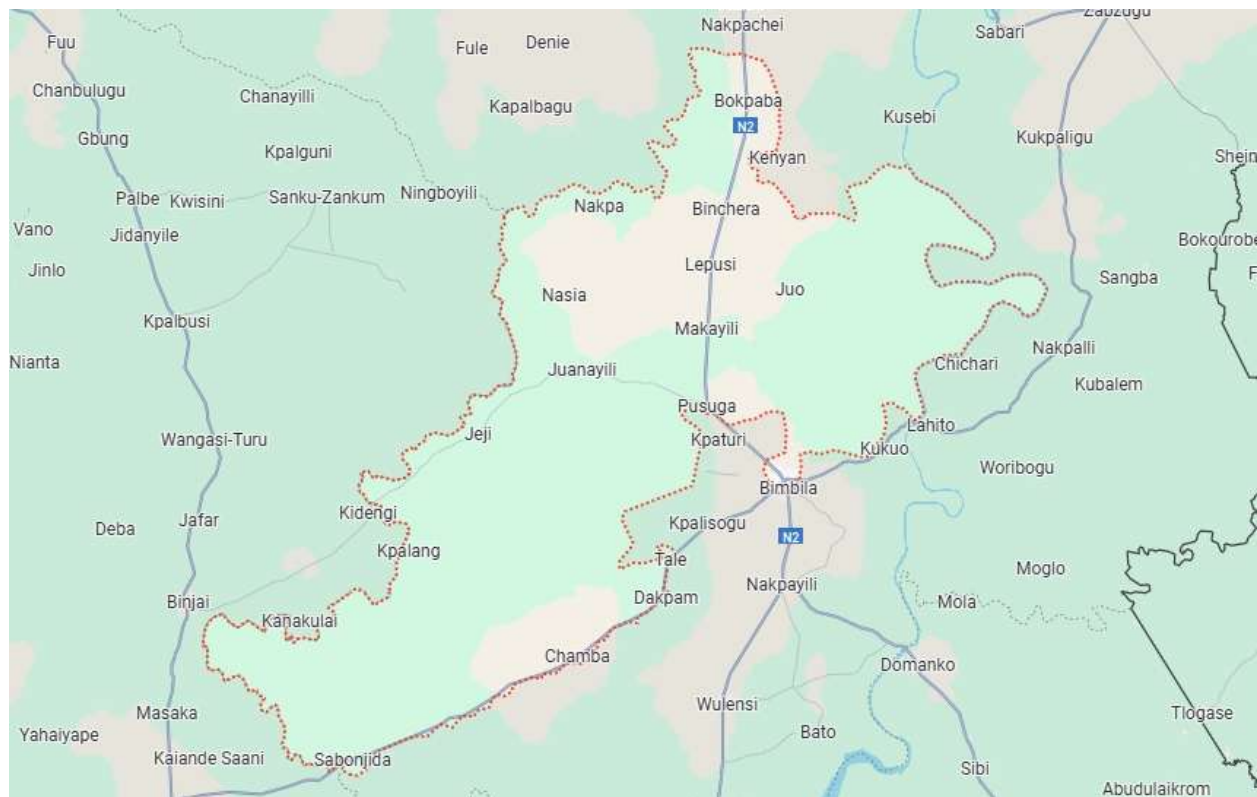 Zabzugu
Nakpachei
Sabari
Fuu
Fule
Denie
Chanbulugu
Chanayilli
Kapalbagu
Bokpaba
N2
Kusebi
Gbung
Kpalguni
Kenyan
Kukpaligu
Palbe
Kwisini
Sanku-Zankum
Ningboyili
Nakpa
Binchera
Vano
Jidanyile
Bokourobe
Jinlo
Lepusi
Nasia
Juo
Sangba
Kpalbusi
Makayili
Nakpalli
Nianta
Juanayili
Chichari
Kubalem
Pusuga
Wangasi-Turu
Jeji
Kpaturi
Lahito
Kukuo
Woribogu
Bimbila
Deba
Jafar
Kidengi
Kpalisogu
N2
Kpalang
Tale
Moglo
Nakpayili
Binjai
Dakpam
Mola
Kanakulai
Chamba
Domanko
Masaka
Wulensi
Tlogase
Yahaiyape
Bato
Kaiande Saani
Sabonjida
Sibi
Abudulaikrom